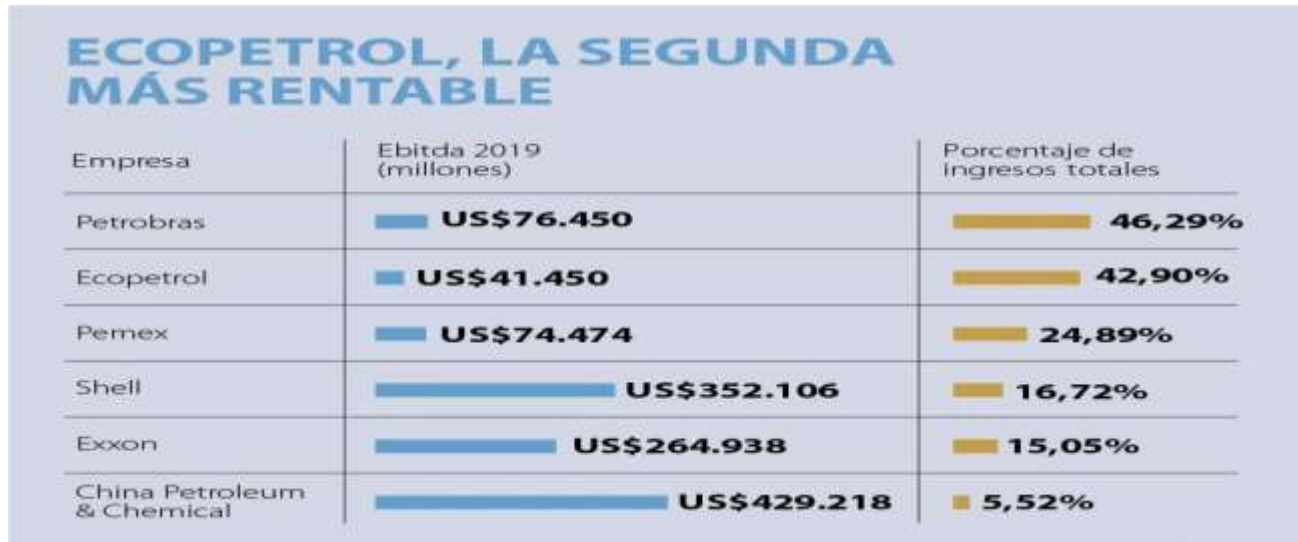 ECOPETROL, LA SEGUNDA
MÁS RENTABLE
Empresa
Ebitda 2019
(millones)
Porcentaje de
ingresos totales
Petrobras
US$76.450
46,29%
Ecopetrol
US$41.450
42,90%
Pemex
US$74.474
24,89%
Shell
US$352.106
16,72%
Exxon
US$264.938
15,05%
China Petroleum
& Chemical
US$429.218
5,52%